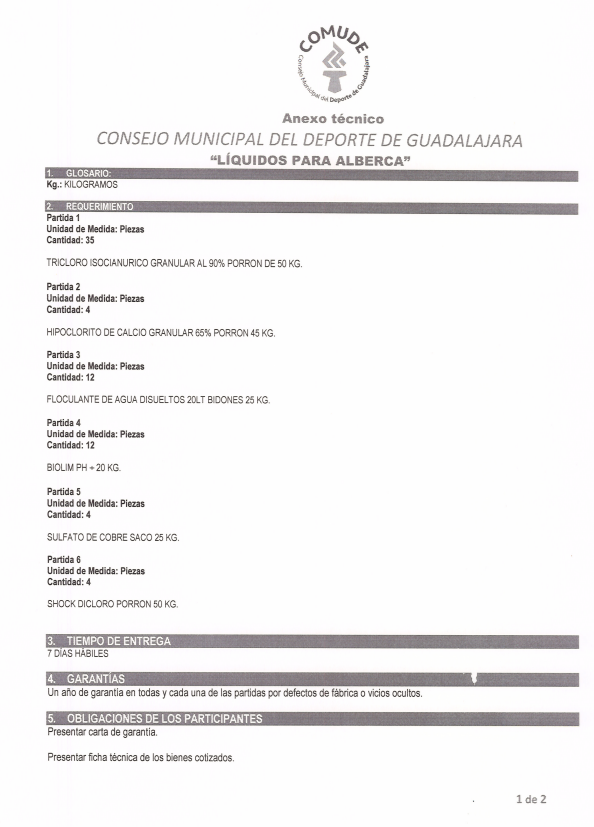 COMUDE
Consejo Municipal del Deporte de Guadalajara
Anexo técnico
CONSEJO MUNICIPAL DEL DEPORTE DE GUADALAJARA
“LÍQUIDOS PARA ALBERCA”
1. GLOSARIO:
Kg.: KILOGRAMOS
2. REQUERIMIENTO
Partida 1
Unidad de Medida: Piezas
Cantidad: 35
TRICLORO ISOCIANURICO GRANULAR AL 90% PORRON DE 50 KG.
Partida 2
Unidad de Medida: Piezas
Cantidad: 4
HIPOCLORITO DE CALCIO GRANULAR 65% PORRON 45 KG.
Partida 3
Unidad de Medida: Piezas
Cantidad: 12
FLOCULANTE DE AGUA DISUELTOS 20LT BIDONES 25 KG.
Partida 4
Unidad de Medida: Piezas
Cantidad: 12
BIOLIM PH + 20 KG.
Partida 5
Unidad de Medida: Piezas
Cantidad: 4
SULFATO DE COBRE SACO 25 KG.
Partida 6
Unidad de Medida: Piezas
Cantidad: 4
SHOCK DICLORO PORRON 50 KG.
3. TIEMPO DE ENTREGA
7 DÍAS HÁBILES
4. GARANTÍAS
Un año de garantía en todas y cada una de las partidas por defectos de fábrica o vicios ocultos.
5. OBLIGACIONES DE LOS PARTICIPANTES
Presentar carta de garantía.
Presentar ficha técnica de los bienes cotizados.
1 de 2